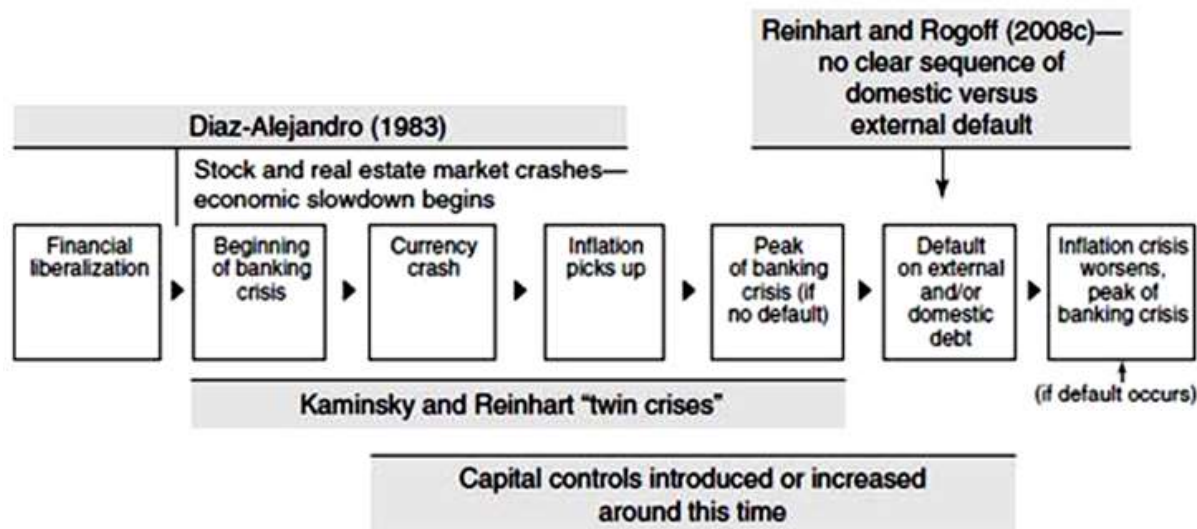 Reinhart and Rogoff (2008c)—
no clear sequence of
domestic versus
external default
Diaz-Alejandro (1983)
Stock and real estate market crashes—
economic slowdown begins
Financial
liberalization
Beginning
of banking
crisis
Currency
crash
Inflation
picks up
Peak
of banking
crisis (if
no default)
Default
on external
and/or
domestic
debt
Inflation crisis
worsens,
peak of
banking crisis
(if default occurs)
Kaminsky and Reinhart “twin crises”
Capital controls introduced or increased
around this time